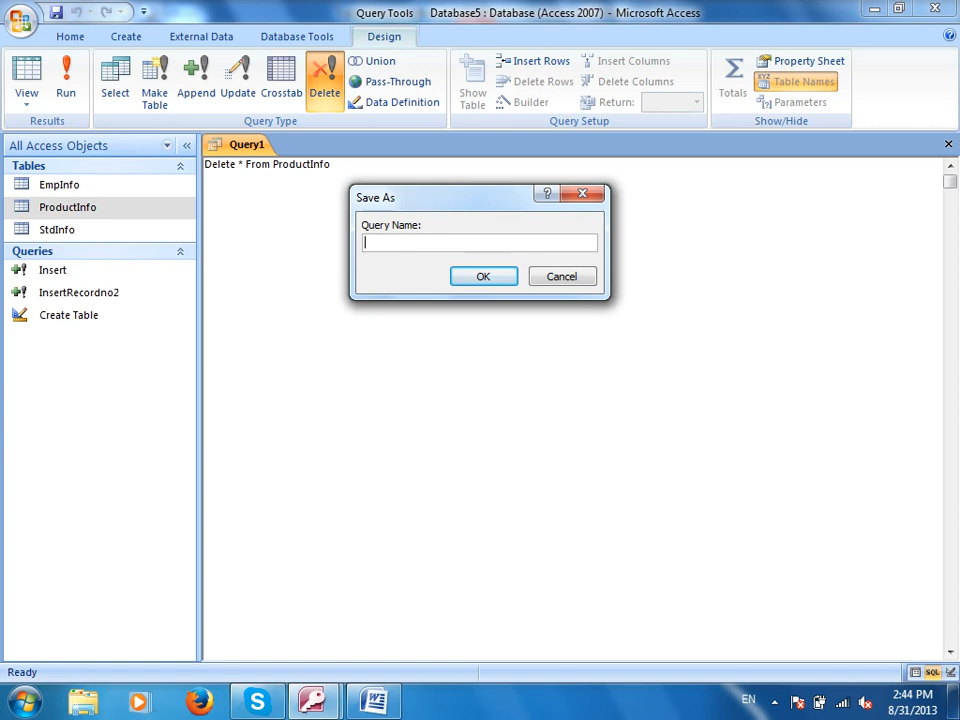 Query Tools Database5 : Database (Access 2007) - Microsoft Access
Home Create External Data Database Tools Design
View Run Select Make Table Append Update Crosstab Delete
Union
Pass-Through
Data Definition
Show Table
Insert Rows
Delete Rows
Builder
Insert Columns
Delete Columns
Return:
Totals
Property Sheet
Table Names
Parameters
Results Query Type Query Setup Show/Hide
All Access Objects
Tables
EmpInfo
ProductInfo
StdInfo
Queries
Insert
InsertRecordno2
Create Table
Query1
Delete * From ProductInfo
Save As
Query Name:
OK Cancel
Ready
SQL
EN
2:44 PM
8/31/2013